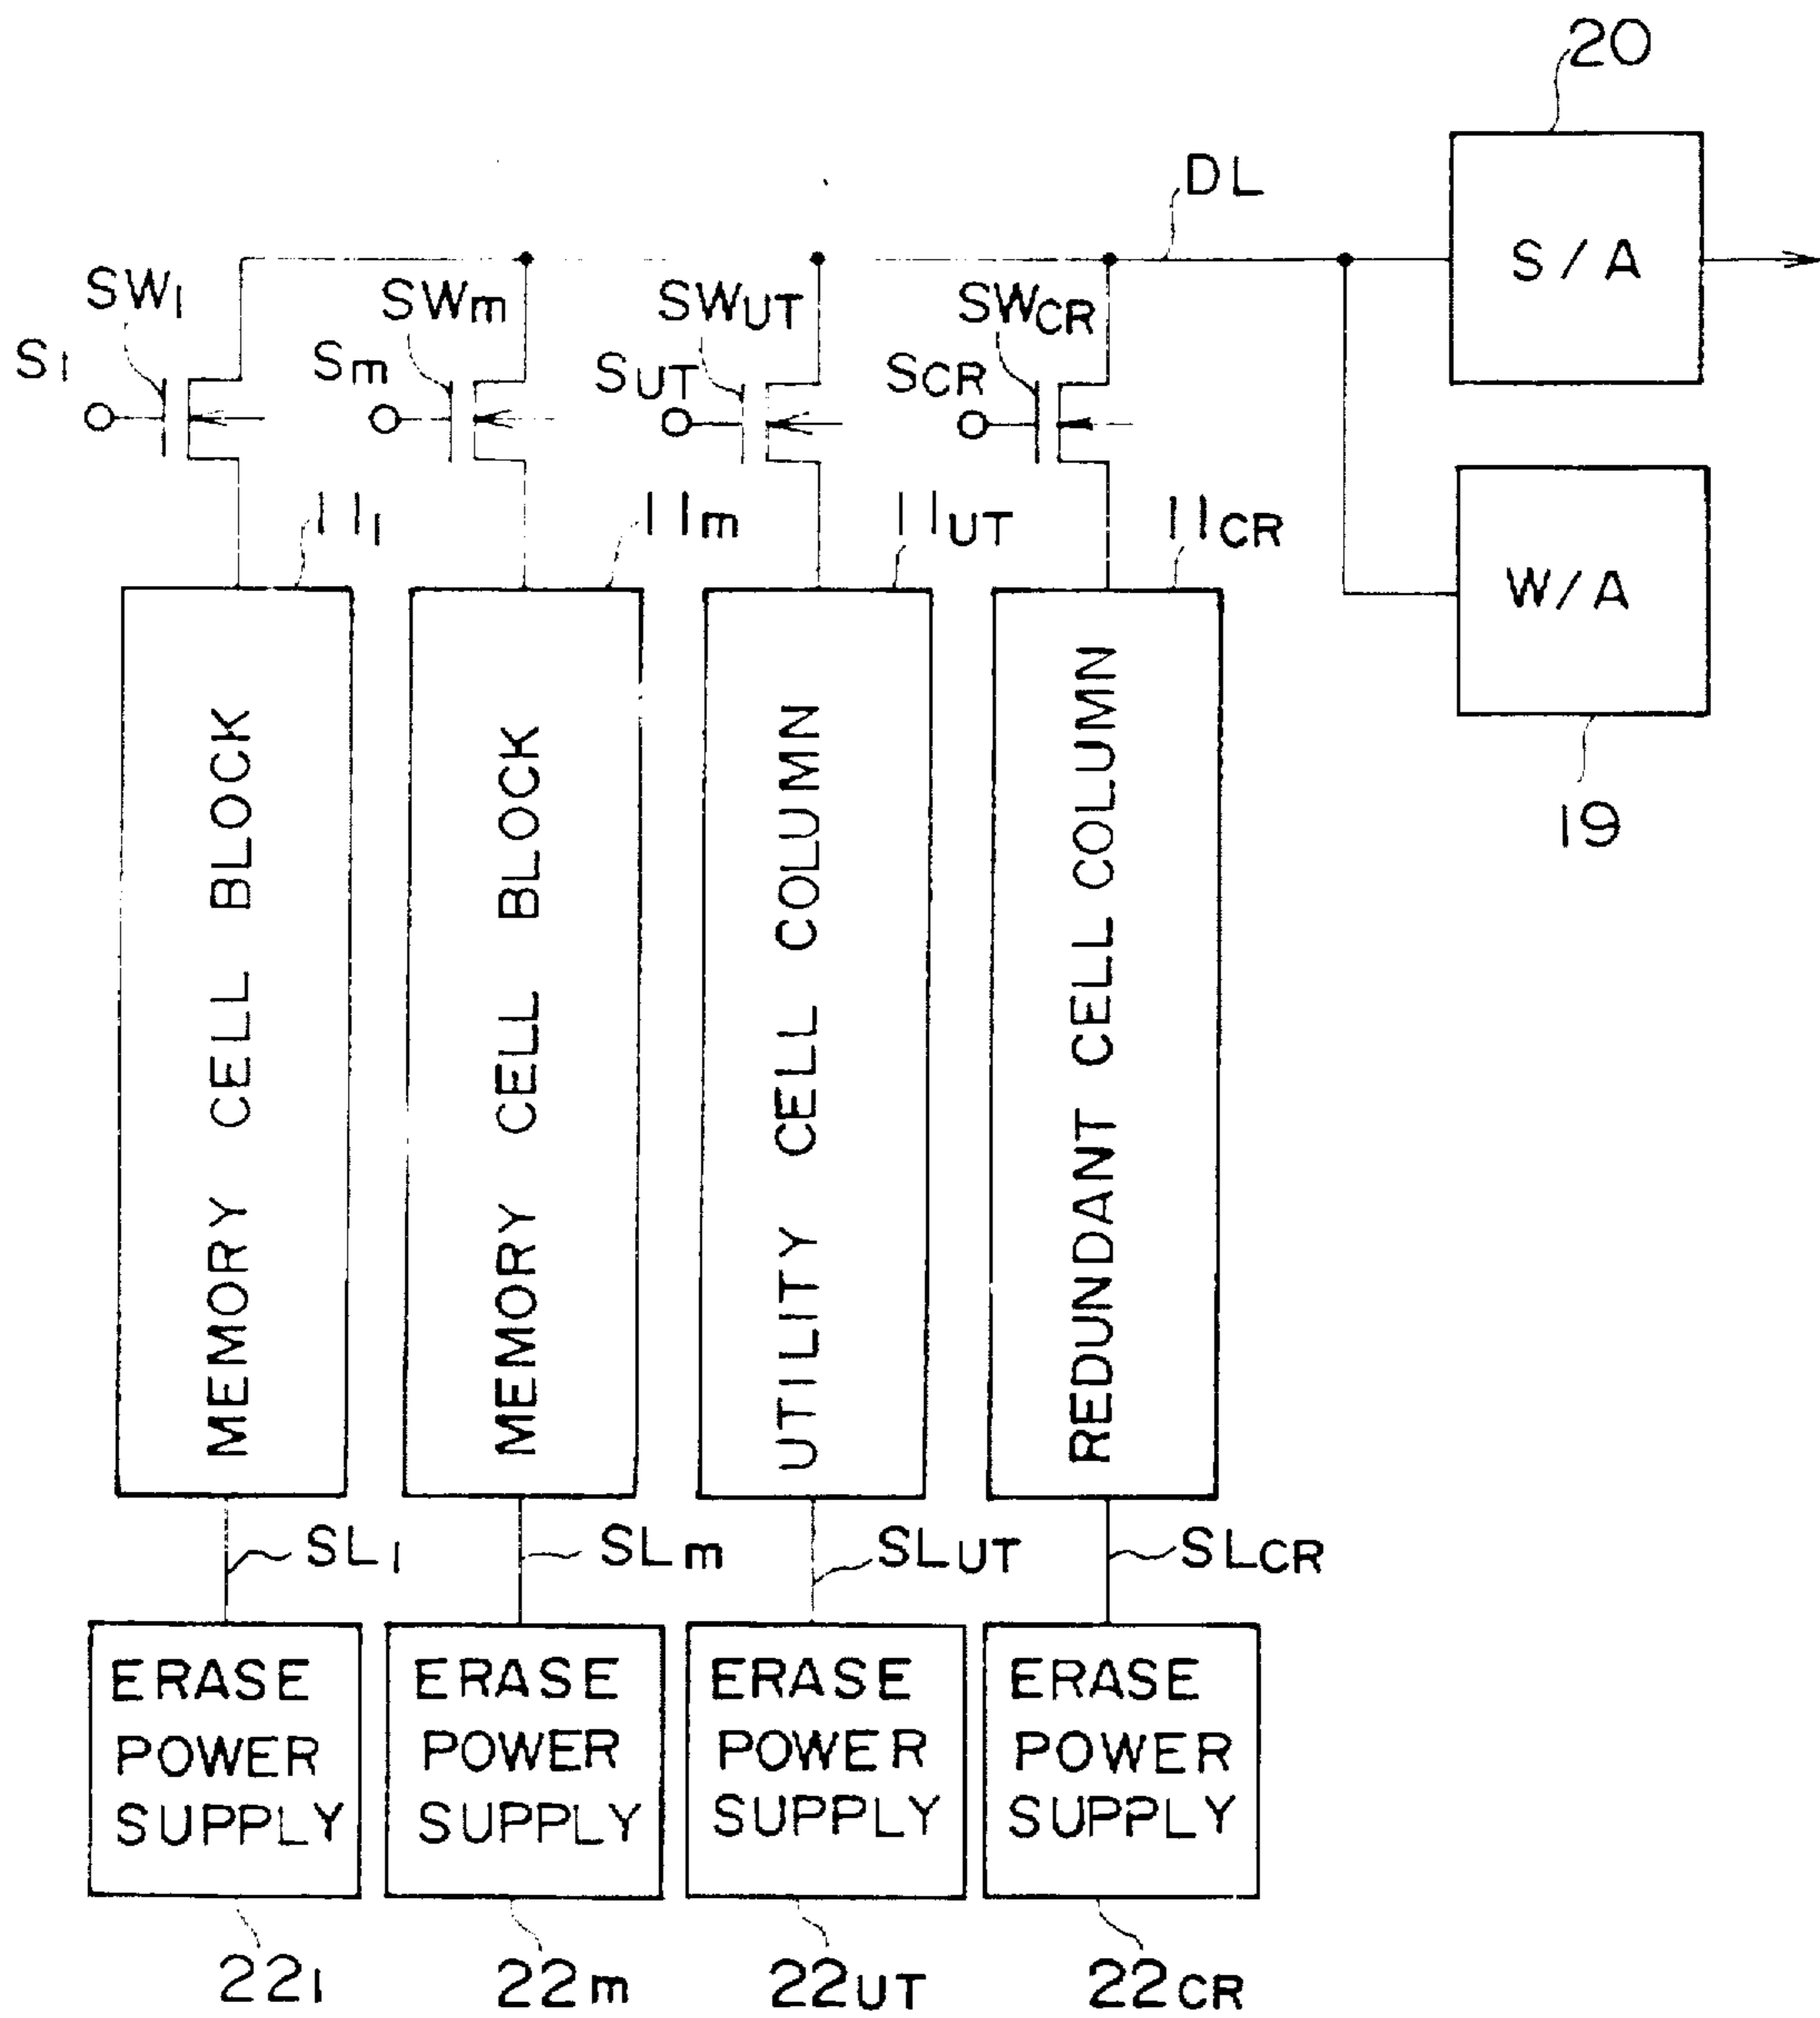 20
DL
S/A
SW1
SWm
SWUT
SWCR
S1
Sm
SUT
SCR
111
11m
11UT
11CR
W/A
19
MEMORY CELL BLOCK
MEMORY CELL BLOCK
UTILITY CELL COLUMN
REDUNDANT CELL COLUMN
SL1
SLm
SLUT
SLCR
ERASE
POWER
SUPPLY
ERASE
POWER
SUPPLY
ERASE
POWER
SUPPLY
ERASE
POWER
SUPPLY
221
22m
22UT
22CR